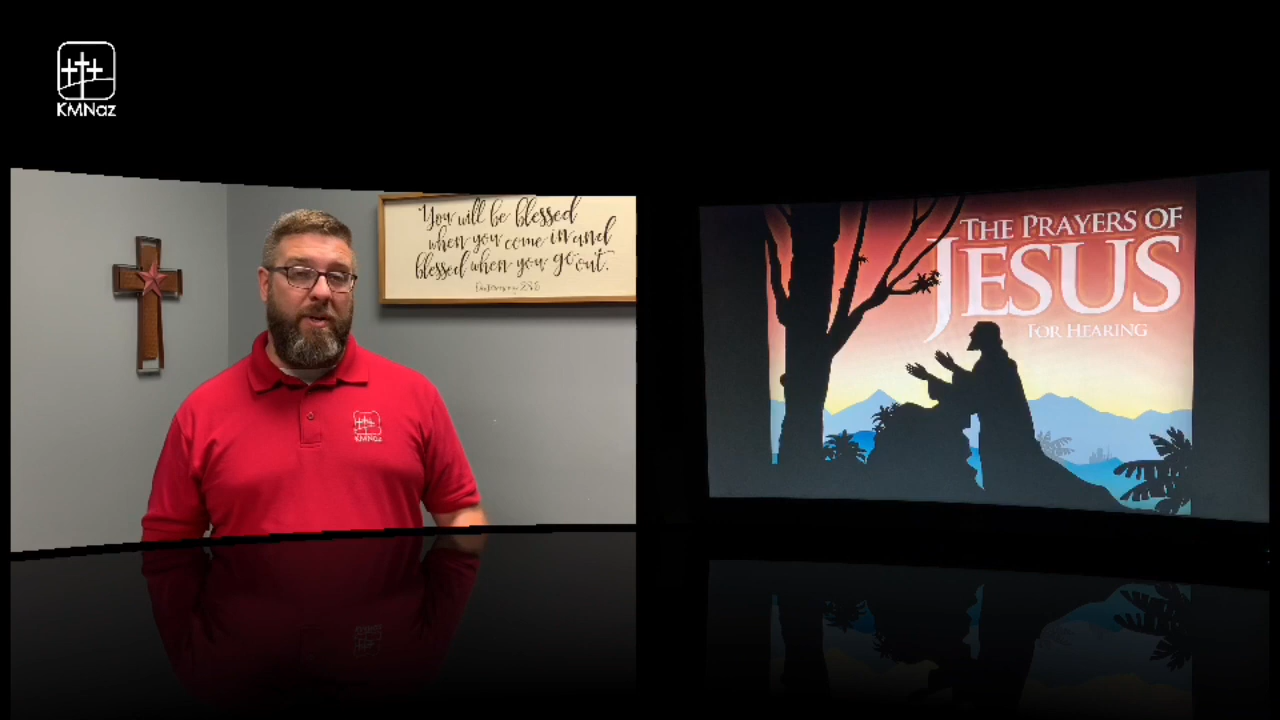 KMNaz
You will be blessed
when you come in and
blessed when you go out.
KMNaz
THE PRAYERS OF
JESUS
FOR HEARING